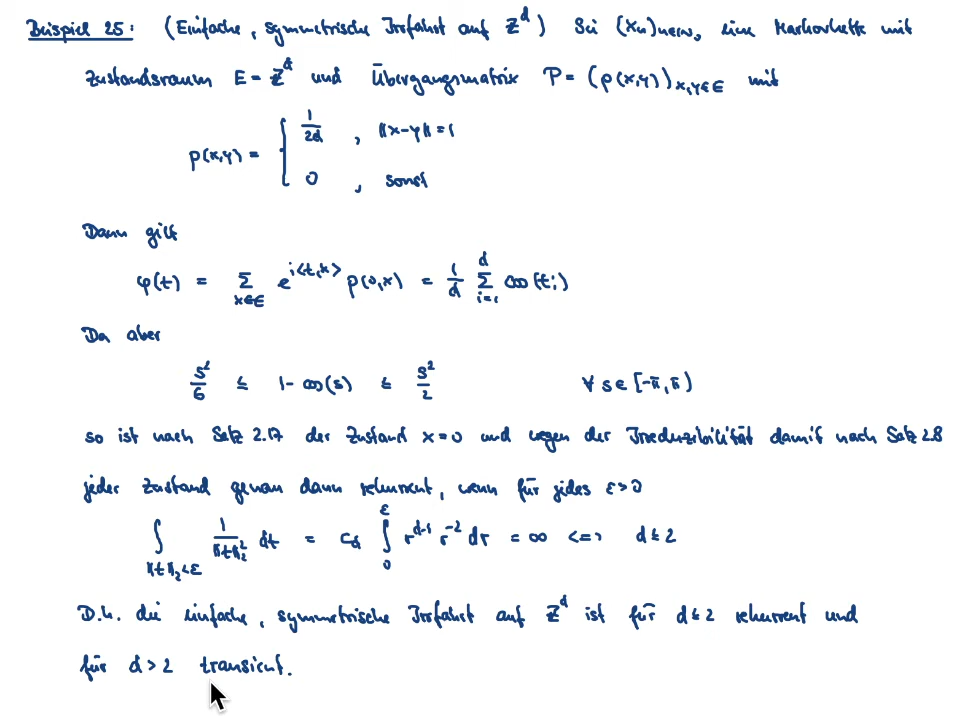 Beispiel 25: (Einfache, symmetrische Irrfahrt auf ℤ^d) Sei (Xn)n∈ℕ₀ eine Markovkette mit
Zustandsraum E = ℤ^d und Übergangsmatrix P = (p(x,y))x,y∈E mit
p(x,y) = { 1/2d , ‖x-y‖=1
0 , sonst
Dann gilt
φ(t) = Σ_{x∈E} e^{i<t,x>} p(0,x) = 1/d Σ_{i=1}^{d} cos(ti)
Da aber
s²/6 ≤ 1-cos(s) ≤ s²/2 ∀ s∈[-π,π)
so ist nach Satz 2.17 der Zustand x=0 und wegen der Irreduzibilität damit nach Satz 2.8
jeder Zustand genau dann rekurrent, wenn für jedes ε>0
∫_{‖t‖₂<ε} 1/‖t‖₂² dt = c_d ∫_0^ε r^{d-1} r^{-2} dr = ∞ <=> d≤2
D.h. die einfache, symmetrische Irrfahrt auf ℤ^d ist für d≤2 rekurrent und
für d>2 transient.